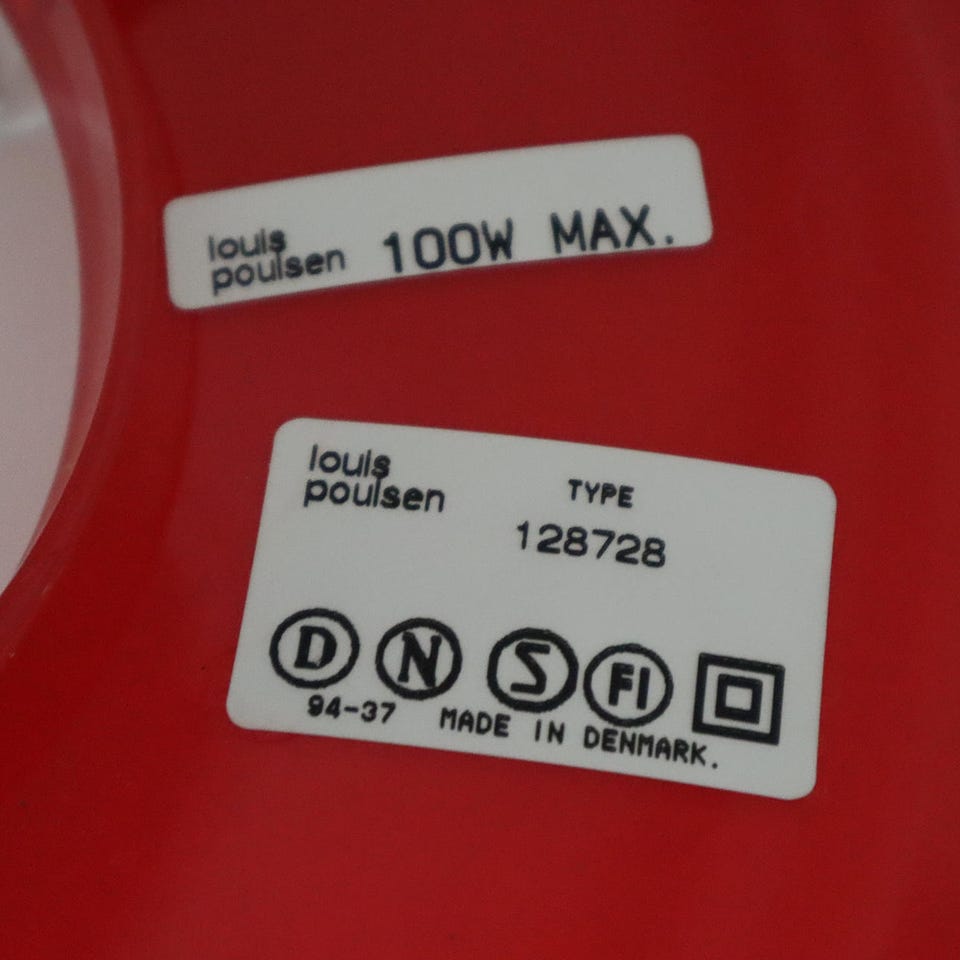 louis
poulsen 100W MAX.
louis
poulsen
TYPE
128728
D N S FI
94-37 MADE IN DENMARK.